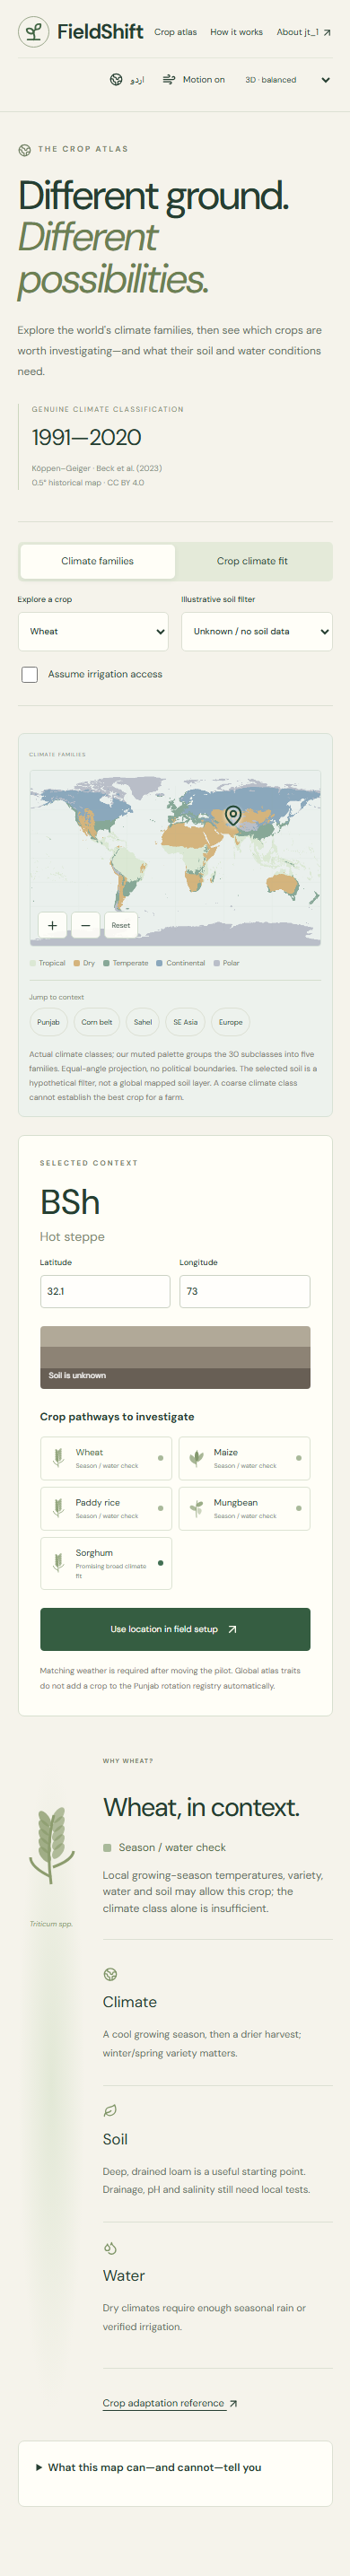 FieldShift
Crop atlas
How it works
About jt_1
اردو
Motion on
3D · balanced
THE CROP ATLAS
Different ground.
Different
possibilities.
Explore the world's climate families, then see which crops are
worth investigating—and what their soil and water conditions
need.
GENUINE CLIMATE CLASSIFICATION
1991—2020
Köppen–Geiger · Beck et al. (2023)
0.5° historical map · CC BY 4.0
Climate families
Crop climate fit
Explore a crop
Illustrative soil filter
Wheat
Unknown / no soil data
Assume irrigation access
CLIMATE FAMILIES
+
−
Reset
Tropical
Dry
Temperate
Continental
Polar
Jump to context
Punjab
Corn belt
Sahel
SE Asia
Europe
Actual climate classes; our muted palette groups the 30 subclasses into five
families. Equal-angle projection, no political boundaries. The selected soil is a
hypothetical filter, not a global mapped soil layer. A coarse climate class
cannot establish the best crop for a farm.
SELECTED CONTEXT
BSh
Hot steppe
Latitude
Longitude
32.1
73
Soil is unknown
Crop pathways to investigate
Wheat
Season / water check
Maize
Season / water check
Paddy rice
Season / water check
Mungbean
Season / water check
Sorghum
Promising broad climate
fit
Use location in field setup
Matching weather is required after moving the pilot. Global atlas traits
do not add a crop to the Punjab rotation registry automatically.
WHY WHEAT?
Wheat, in context.
Season / water check
Local growing-season temperatures, variety,
water and soil may allow this crop; the
climate class alone is insufficient.
Triticum spp.
Climate
A cool growing season, then a drier harvest;
winter/spring variety matters.
Soil
Deep, drained loam is a useful starting point.
Drainage, pH and salinity still need local tests.
Water
Dry climates require enough seasonal rain or
verified irrigation.
Crop adaptation reference
What this map can—and cannot—tell you